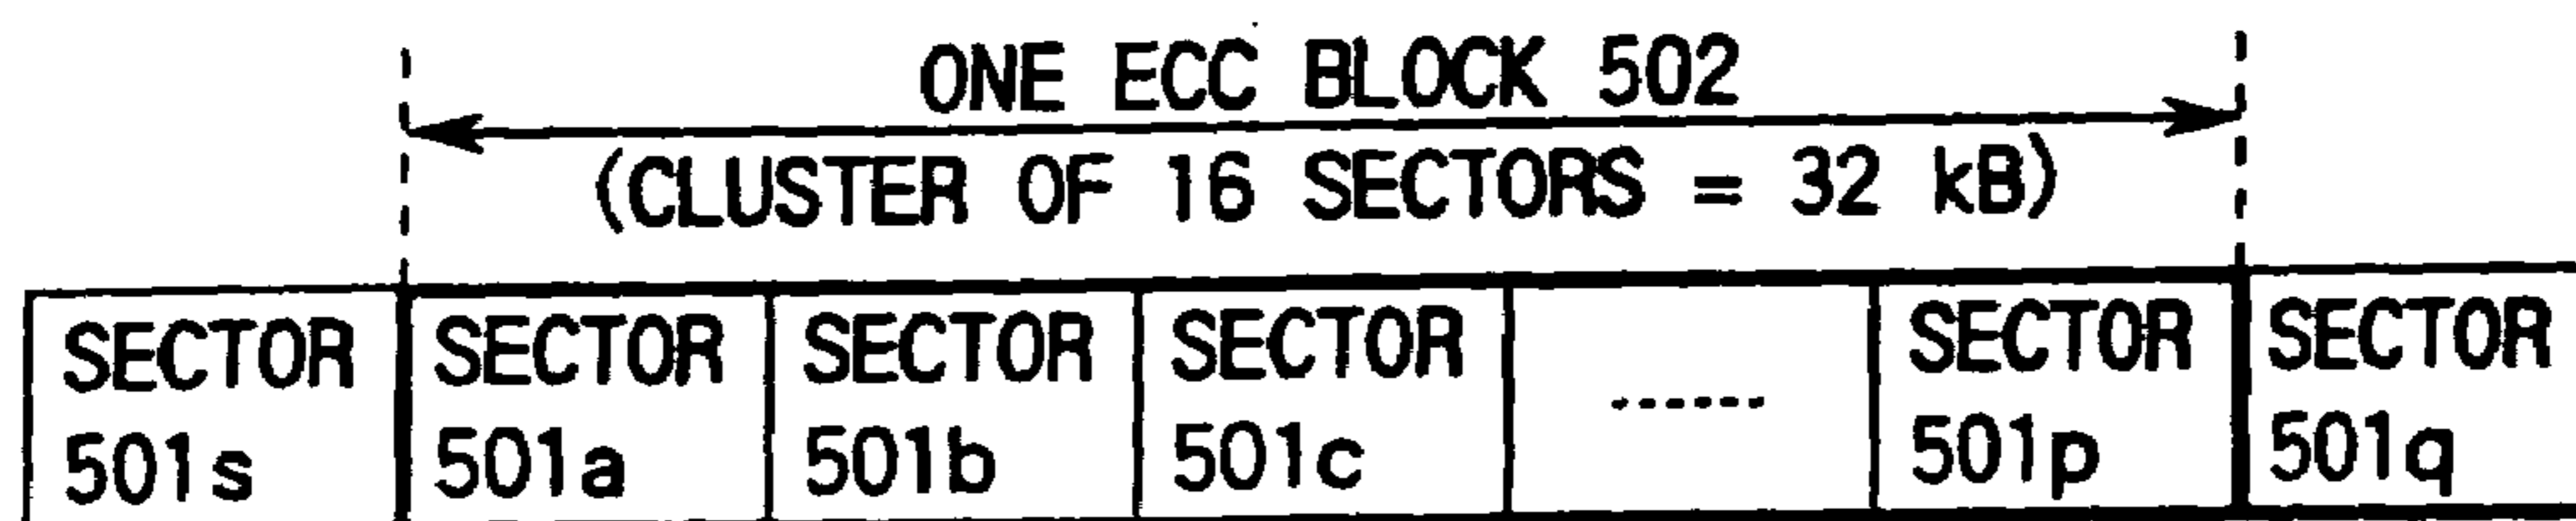 ONE ECC BLOCK 502
(CLUSTER OF 16 SECTORS = 32 kB)
SECTOR SECTOR SECTOR SECTOR ...... SECTOR SECTOR
501s 501a 501b 501c 501p 501q